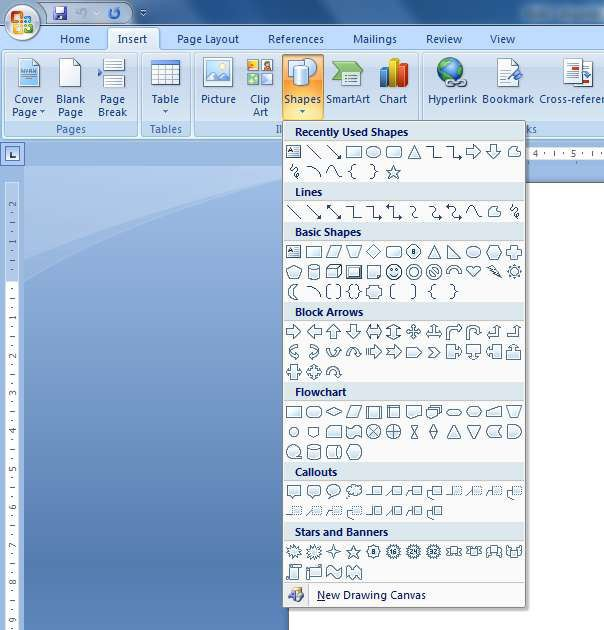 Home Insert Page Layout References Mailings Review View
Cover Page Blank Page Page Break Table Picture Clip Art Shapes SmartArt Chart Hyperlink Bookmark Cross-refere
Pages Tables Il ks
Recently Used Shapes
Lines
Basic Shapes
Block Arrows
Flowchart
Callouts
Stars and Banners
New Drawing Canvas